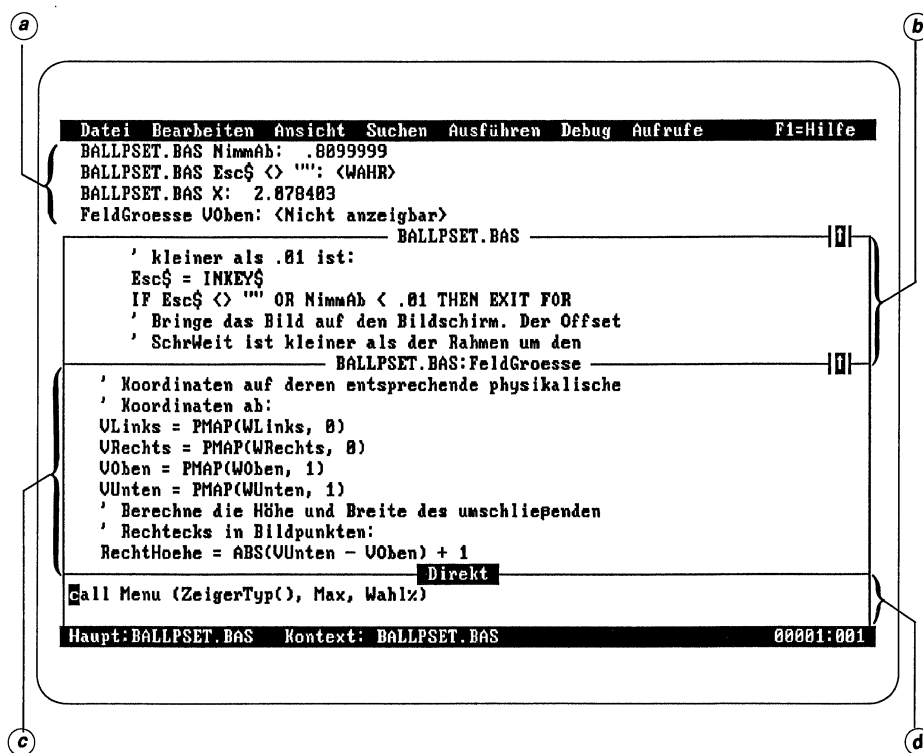 a
b
Datei Bearbeiten Ansicht Suchen Ausführen Debug Aufrufe F1=Hilfe
BALLPSET.BAS NimmAb: .8099999
BALLPSET.BAS Esc$ <> "": <WAHR>
BALLPSET.BAS X: 2.078403
FeldGroesse VOben: <Nicht anzeigbar>
BALLPSET.BAS
' kleiner als .01 ist:
Esc$ = INKEY$
IF Esc$ <> "" OR NimmAb < .01 THEN EXIT FOR
' Bringe das Bild auf den Bildschirm. Der Offset
' SchrWeit ist kleiner als der Rahmen um den
BALLPSET.BAS:FeldGroesse
' Koordinaten auf deren entsprechende physikalische
' Koordinaten ab:
VLinks = PMAP(WLinks, 0)
VRechts = PMAP(WRechts, 0)
VOben = PMAP(WOben, 1)
VUnten = PMAP(WUnten, 1)
' Berechne die Höhe und Breite des umschließenden
' Rechtecks in Bildpunkten:
RechtHoehe = ABS(VUnten - VOben) + 1
Direkt
call Menu (ZeigerTyp(), Max, Wahl%)
Haupt:BALLPSET.BAS Kontext: BALLPSET.BAS 00001:001
c
d